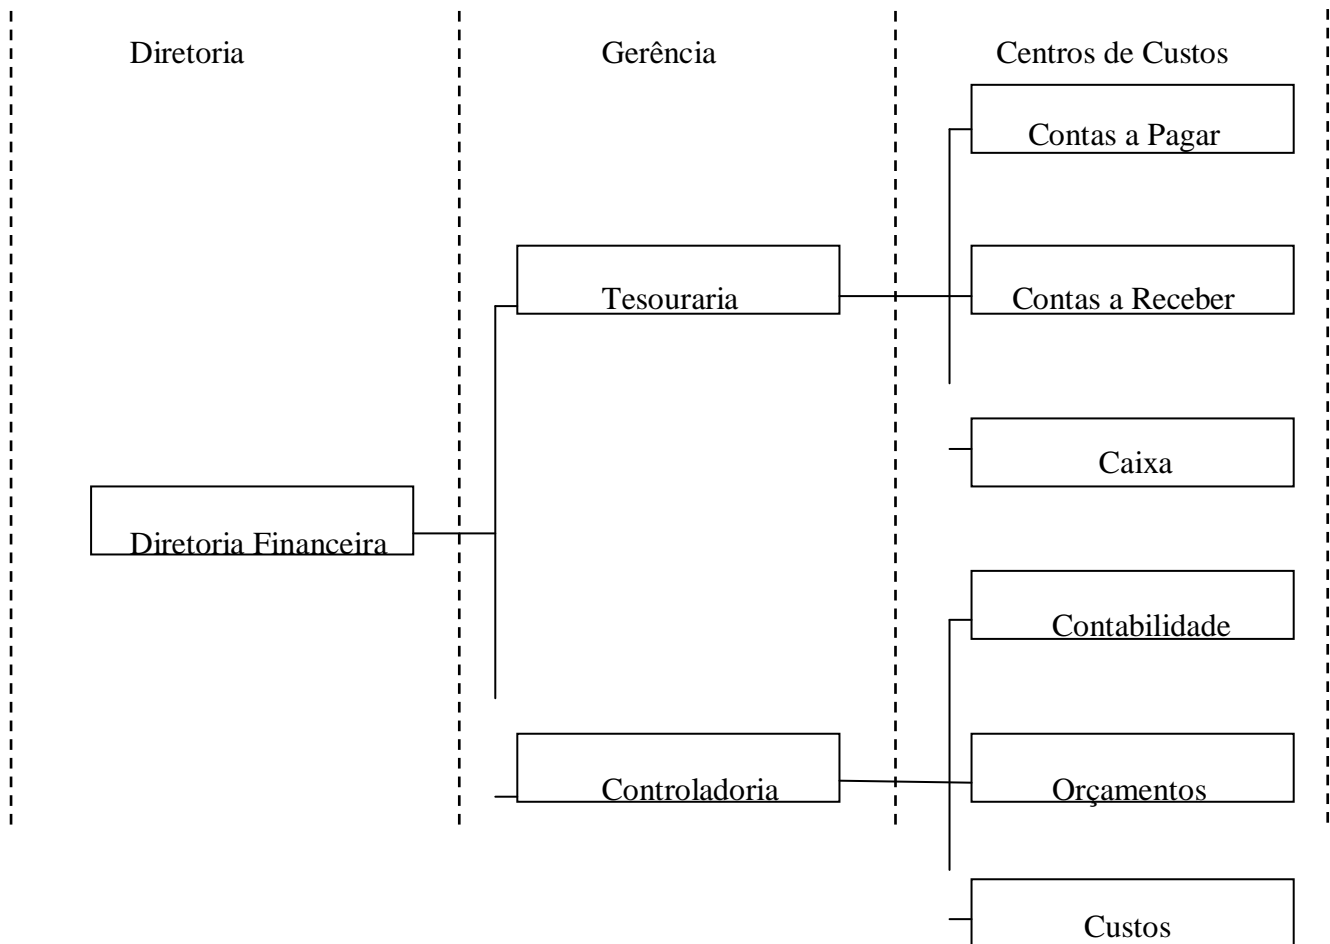 Diretoria
Gerência
Centros de Custos
Contas a Pagar
Tesouraria
Contas a Receber
Caixa
Diretoria Financeira
Contabilidade
Controladoria
Orçamentos
Custos